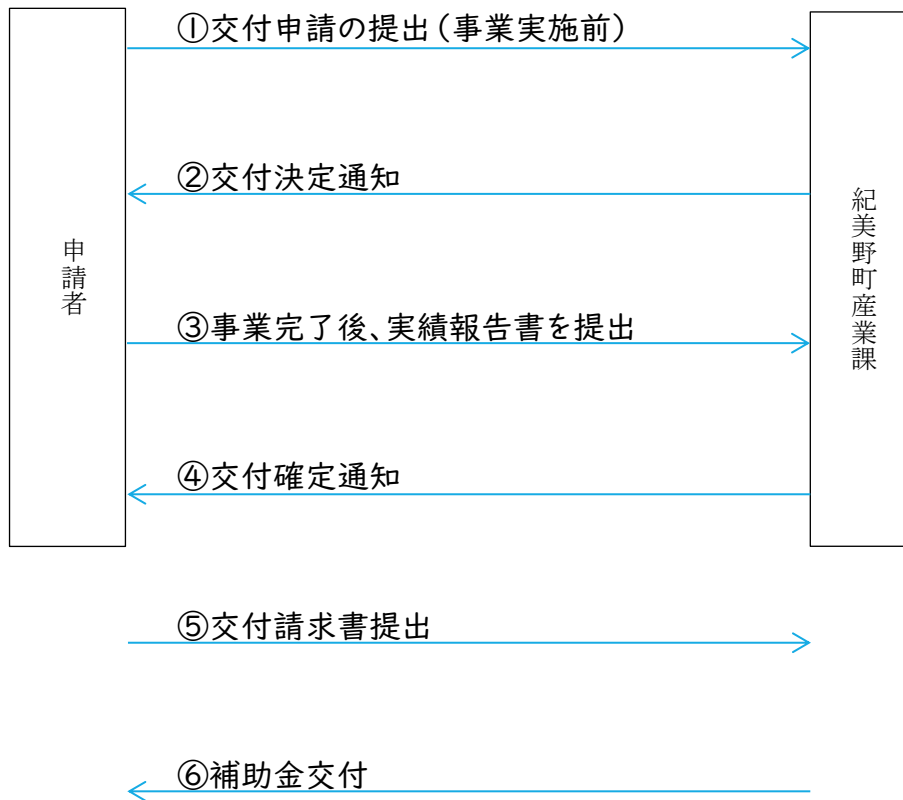 ①交付申請の提出（事業実施前）
②交付決定通知
申請者
紀美野町産業課
③事業完了後、実績報告書を提出
④交付確定通知
⑤交付請求書提出
⑥補助金交付